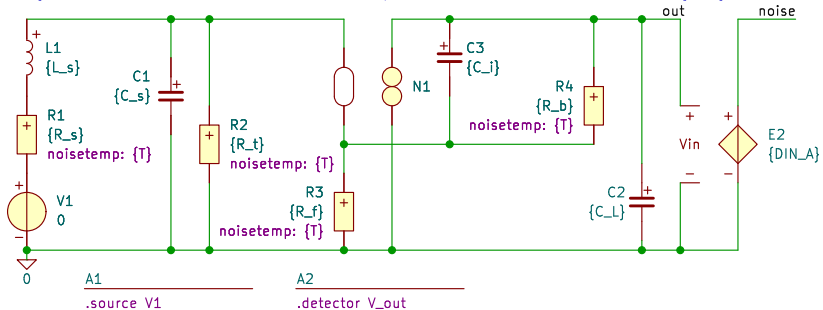 out
noise
L1
{L_s}
C1
{C_s}
R1
{R_s}
noisetemp: {T}
R2
{R_t}
noisetemp: {T}
V1
0
N1
C3
{C_i}
R4
{R_b}
noisetemp: {T}
R3
{R_f}
noisetemp: {T}
C2
{C_L}
Vin
E2
{DIN_A}
0
A1
.source V1
A2
.detector V_out